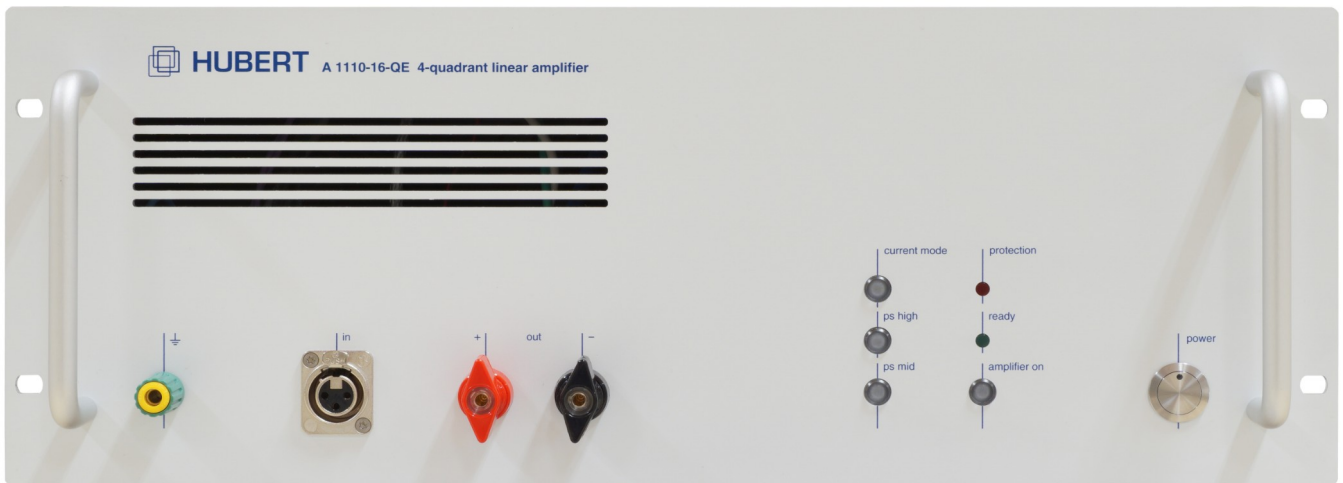 HUBERT A 1110-16-QE 4-quadrant linear amplifier
current mode protection
ps high ready
in + out − power
ps mid amplifier on